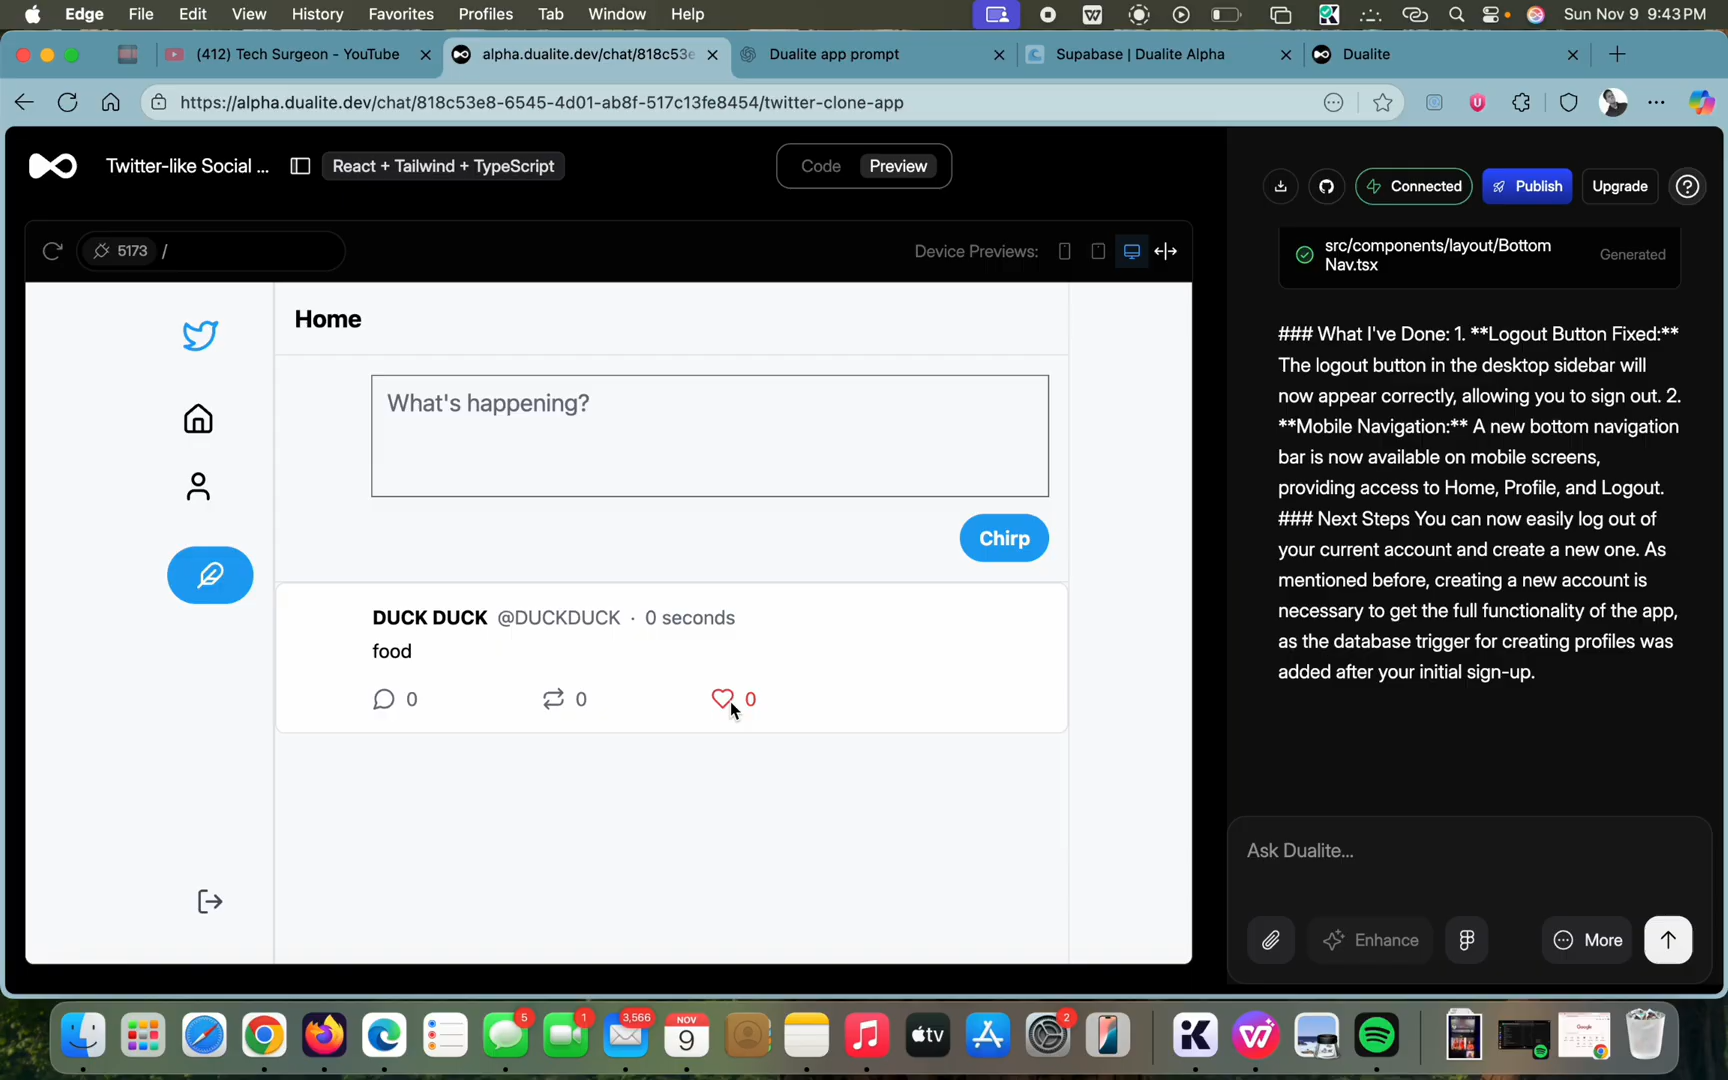 Edge File Edit View History Favorites Profiles Tab Window Help Sun Nov 9 9:43 PM
(412) Tech Surgeon - YouTube
alpha.dualite.dev/chat/818c53e
Dualite app prompt
Supabase | Dualite Alpha
Dualite
https://alpha.dualite.dev/chat/818c53e8-6545-4d01-ab8f-517c13fe8454/twitter-clone-app
Twitter-like Social ...
React + Tailwind + TypeScript
Code Preview
Connected
Publish
Upgrade
5173 /
Device Previews:
src/components/layout/Bottom
Nav.tsx
Generated
Home
What's happening?
Chirp
DUCK DUCK @DUCKDUCK · 0 seconds
food
0 0 0
### What I've Done: 1. **Logout Button Fixed:**
The logout button in the desktop sidebar will
now appear correctly, allowing you to sign out. 2.
**Mobile Navigation:** A new bottom navigation
bar is now available on mobile screens,
providing access to Home, Profile, and Logout.
### Next Steps You can now easily log out of
your current account and create a new one. As
mentioned before, creating a new account is
necessary to get the full functionality of the app,
as the database trigger for creating profiles was
added after your initial sign-up.
Ask Dualite...
Enhance
More
5
1
3,566
NOV
9
tv
2